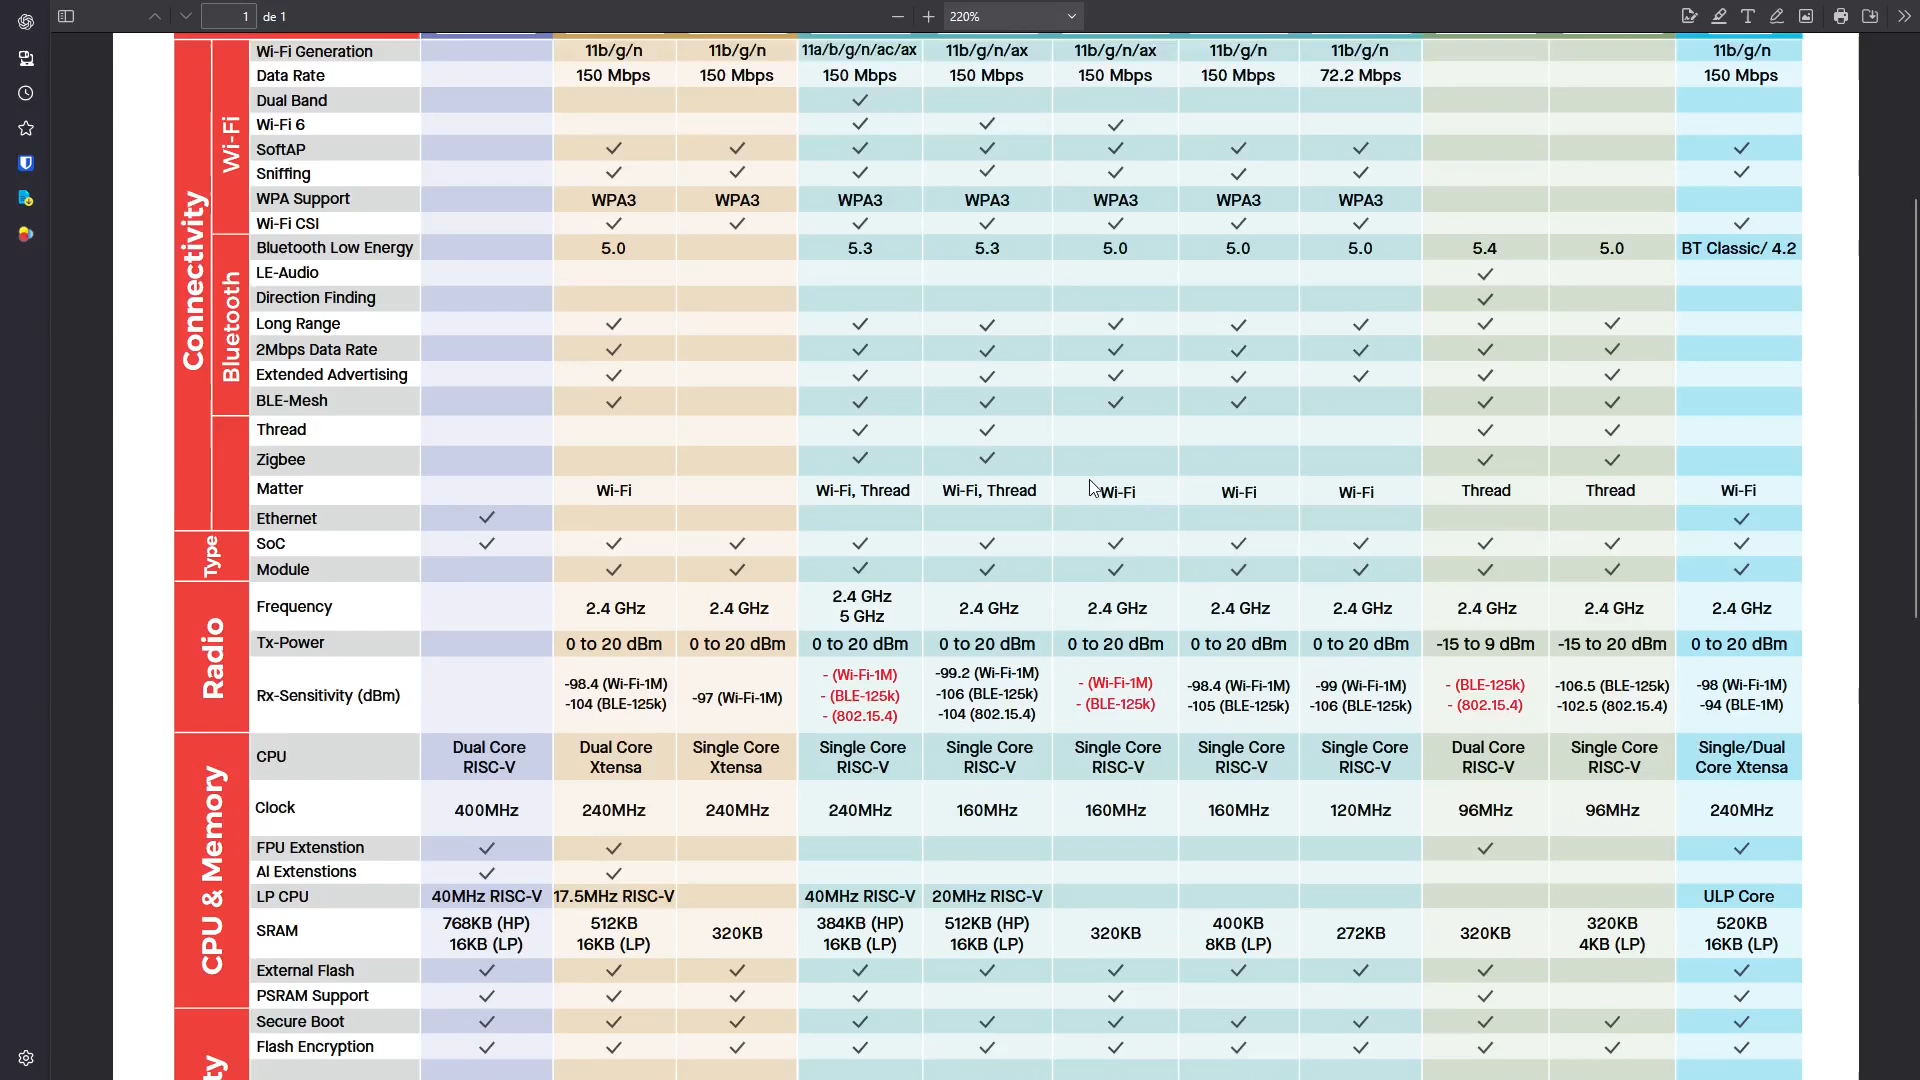 1 de 1
220%
Connectivity
Wi-Fi
Wi-Fi Generation 11b/g/n 11b/g/n 11a/b/g/n/ac/ax 11b/g/n/ax 11b/g/n/ax 11b/g/n 11b/g/n 11b/g/n
Data Rate 150 Mbps 150 Mbps 150 Mbps 150 Mbps 150 Mbps 150 Mbps 72.2 Mbps 150 Mbps
Dual Band
Wi-Fi 6
SoftAP
Sniffing
WPA Support WPA3 WPA3 WPA3 WPA3 WPA3 WPA3 WPA3
Wi-Fi CSI
Bluetooth
Bluetooth Low Energy 5.0 5.3 5.3 5.0 5.0 5.0 5.4 5.0 BT Classic/ 4.2
LE-Audio
Direction Finding
Long Range
2Mbps Data Rate
Extended Advertising
BLE-Mesh
Thread
Zigbee
Matter Wi-Fi Wi-Fi, Thread Wi-Fi, Thread Wi-Fi Wi-Fi Wi-Fi Thread Thread Wi-Fi
Ethernet
Type
SoC
Module
Radio
Frequency 2.4 GHz 2.4 GHz 2.4 GHz 2.4 GHz 2.4 GHz 2.4 GHz 2.4 GHz 2.4 GHz 2.4 GHz 2.4 GHz
5 GHz
Tx-Power 0 to 20 dBm 0 to 20 dBm 0 to 20 dBm 0 to 20 dBm 0 to 20 dBm 0 to 20 dBm 0 to 20 dBm -15 to 9 dBm -15 to 20 dBm 0 to 20 dBm
Rx-Sensitivity (dBm)
-98.4 (Wi-Fi-1M)
-104 (BLE-125k)
-97 (Wi-Fi-1M)
- (Wi-Fi-1M)
- (BLE-125k)
- (802.15.4)
-99.2 (Wi-Fi-1M)
-106 (BLE-125k)
-104 (802.15.4)
- (Wi-Fi-1M)
- (BLE-125k)
-98.4 (Wi-Fi-1M)
-105 (BLE-125k)
-99 (Wi-Fi-1M)
-106 (BLE-125k)
- (BLE-125k)
- (802.15.4)
-106.5 (BLE-125k)
-102.5 (802.15.4)
-98 (Wi-Fi-1M)
-94 (BLE-1M)
CPU & Memory
CPU
Dual Core Dual Core Single Core Single Core Single Core Single Core Single Core Single Core Dual Core Single Core Single/Dual
RISC-V Xtensa Xtensa RISC-V RISC-V RISC-V RISC-V RISC-V RISC-V RISC-V Core Xtensa
Clock 400MHz 240MHz 240MHz 240MHz 160MHz 160MHz 160MHz 120MHz 96MHz 96MHz 240MHz
FPU Extenstion
AI Extenstions
LP CPU 40MHz RISC-V 17.5MHz RISC-V 40MHz RISC-V 20MHz RISC-V ULP Core
SRAM
768KB (HP)
16KB (LP)
512KB
16KB (LP)
320KB
384KB (HP)
16KB (LP)
512KB (HP)
16KB (LP)
320KB
400KB
8KB (LP)
272KB
320KB
320KB
4KB (LP)
520KB
16KB (LP)
External Flash
PSRAM Support
Secure Boot
Flash Encryption
ty